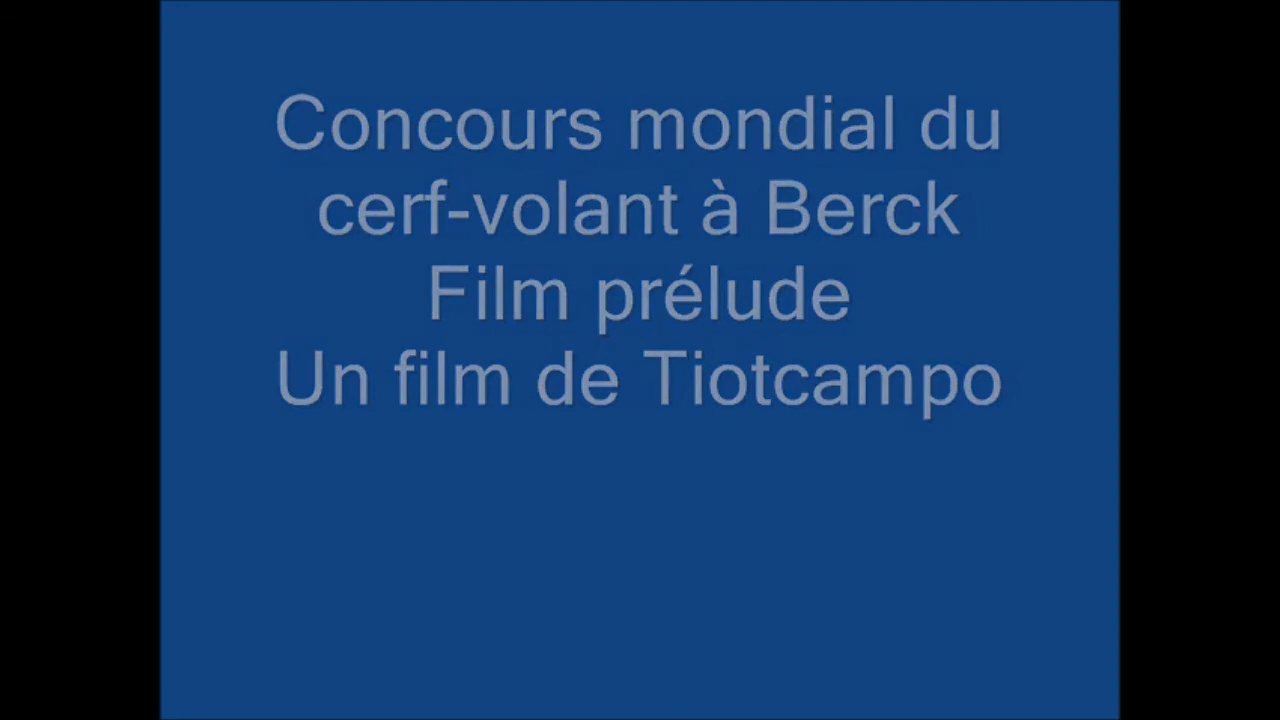 Concours mondial du
cerf-volant à Berck
Film prélude
Un film de Tiotcampo